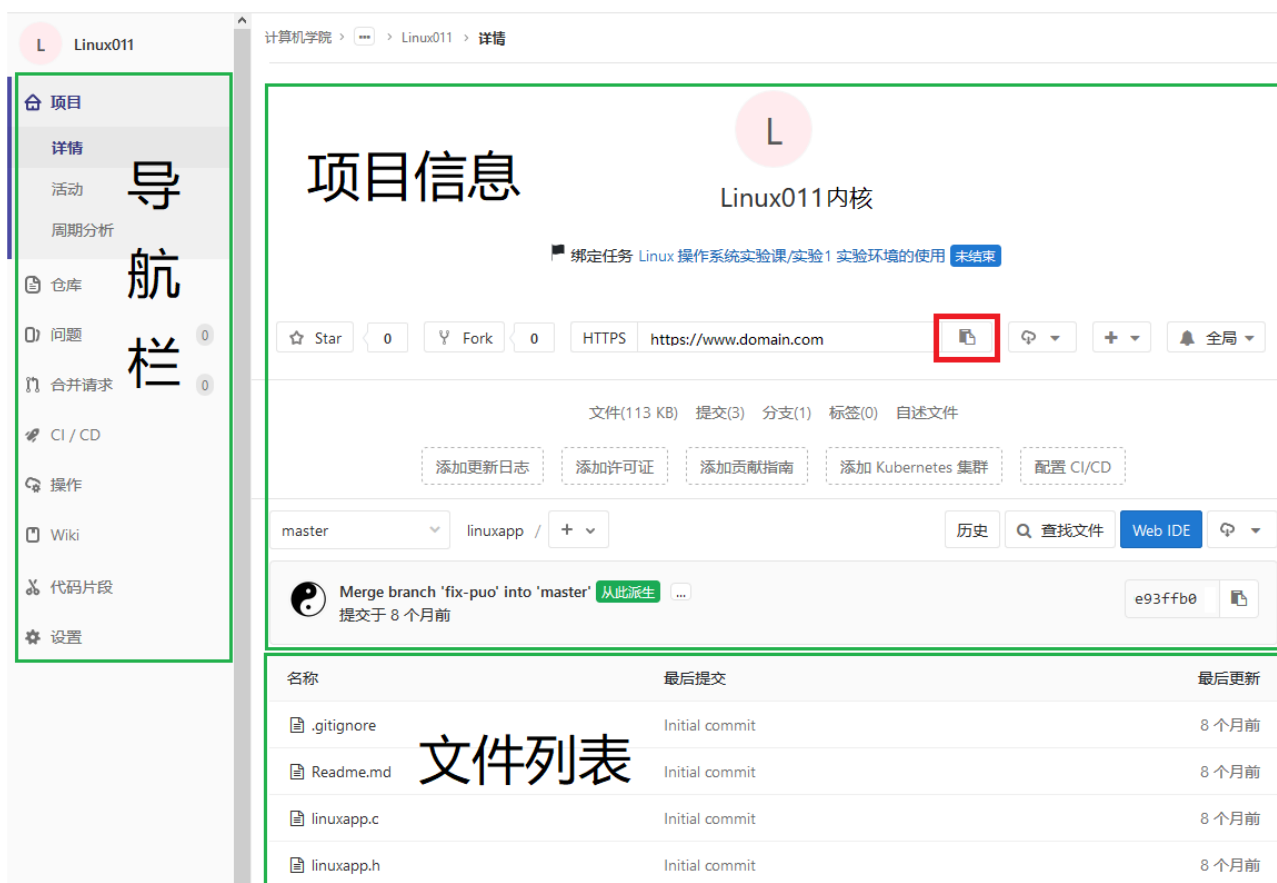 L Linux011
计算机学院 > ... > Linux011 > 详情
项目
详情
活动
周期分析
仓库
问题 0
合并请求 0
CI / CD
操作
Wiki
代码片段
设置
导
航
栏
L
项目信息
Linux011内核
绑定任务 Linux 操作系统实验课/实验1 实验环境的使用 未结束
Star 0 Fork 0 HTTPS https://www.domain.com + 全局
文件(113 KB) 提交(3) 分支(1) 标签(0) 自述文件
添加更新日志 添加许可证 添加贡献指南 添加 Kubernetes 集群 配置 CI/CD
master linuxapp / + 历史 查找文件 Web IDE
Merge branch 'fix-puo' into 'master' 从此派生 ... e93ffb0
提交于 8 个月前
名称 最后提交 最后更新
.gitignore Initial commit 8 个月前
文件列表
Readme.md Initial commit 8 个月前
linuxapp.c Initial commit 8 个月前
linuxapp.h Initial commit 8 个月前